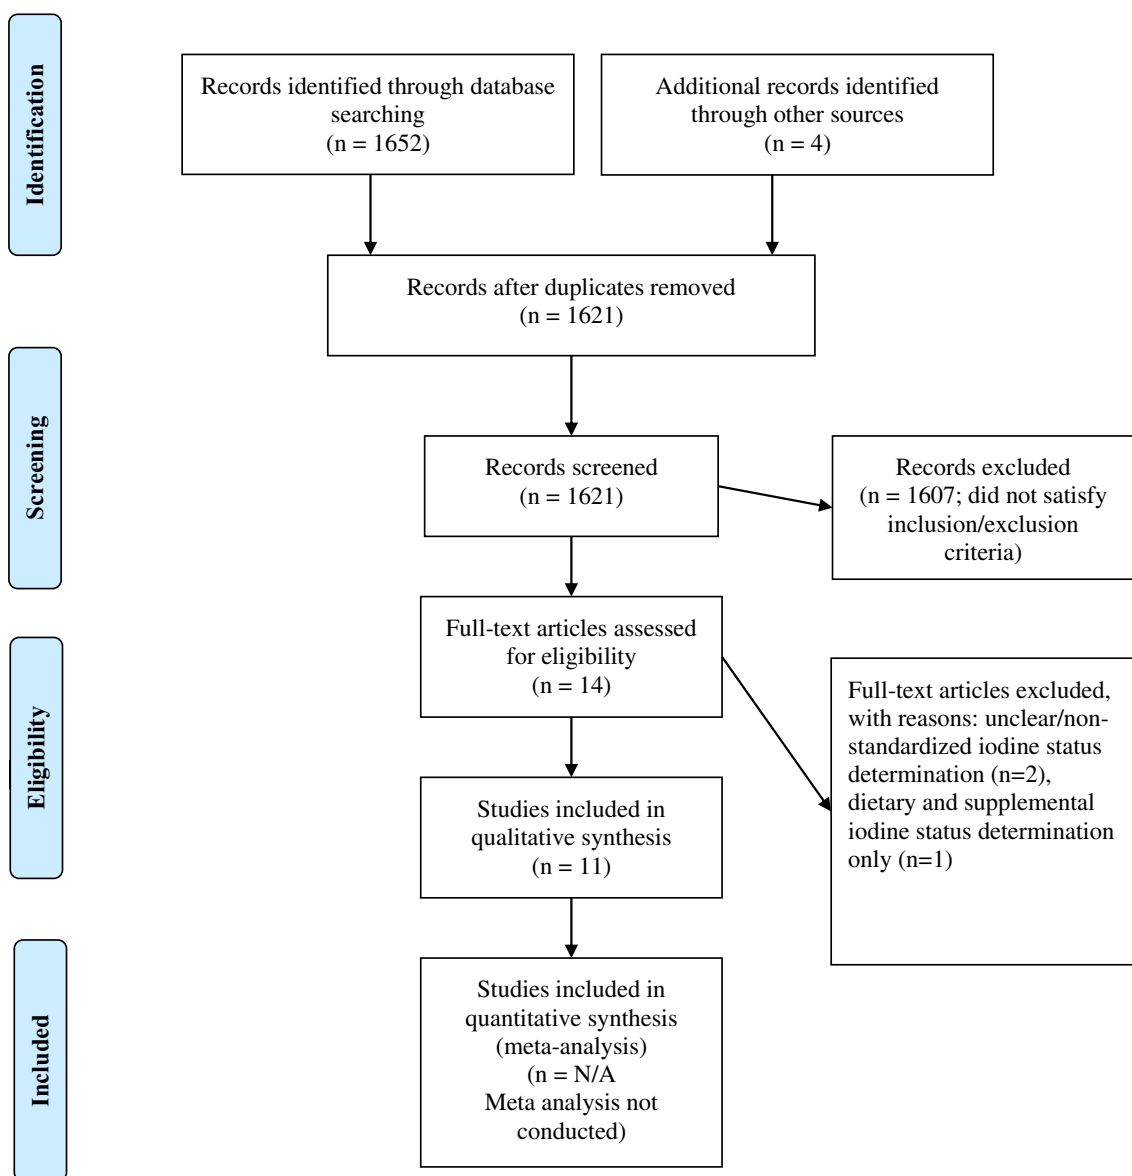 Identification
Records identified through database
searching
(n = 1652)
Additional records identified
through other sources
(n = 4)
Records after duplicates removed
(n = 1621)
Screening
Records screened
(n = 1621)
Records excluded
(n = 1607; did not satisfy
inclusion/exclusion
criteria)
Eligibility
Full-text articles assessed
for eligibility
(n = 14)
Full-text articles excluded,
with reasons: unclear/non-
standardized iodine status
determination (n=2),
dietary and supplemental
iodine status determination
only (n=1)
Studies included in
qualitative synthesis
(n = 11)
Included
Studies included in
quantitative synthesis
(meta-analysis)
(n = N/A
Meta analysis not
conducted)